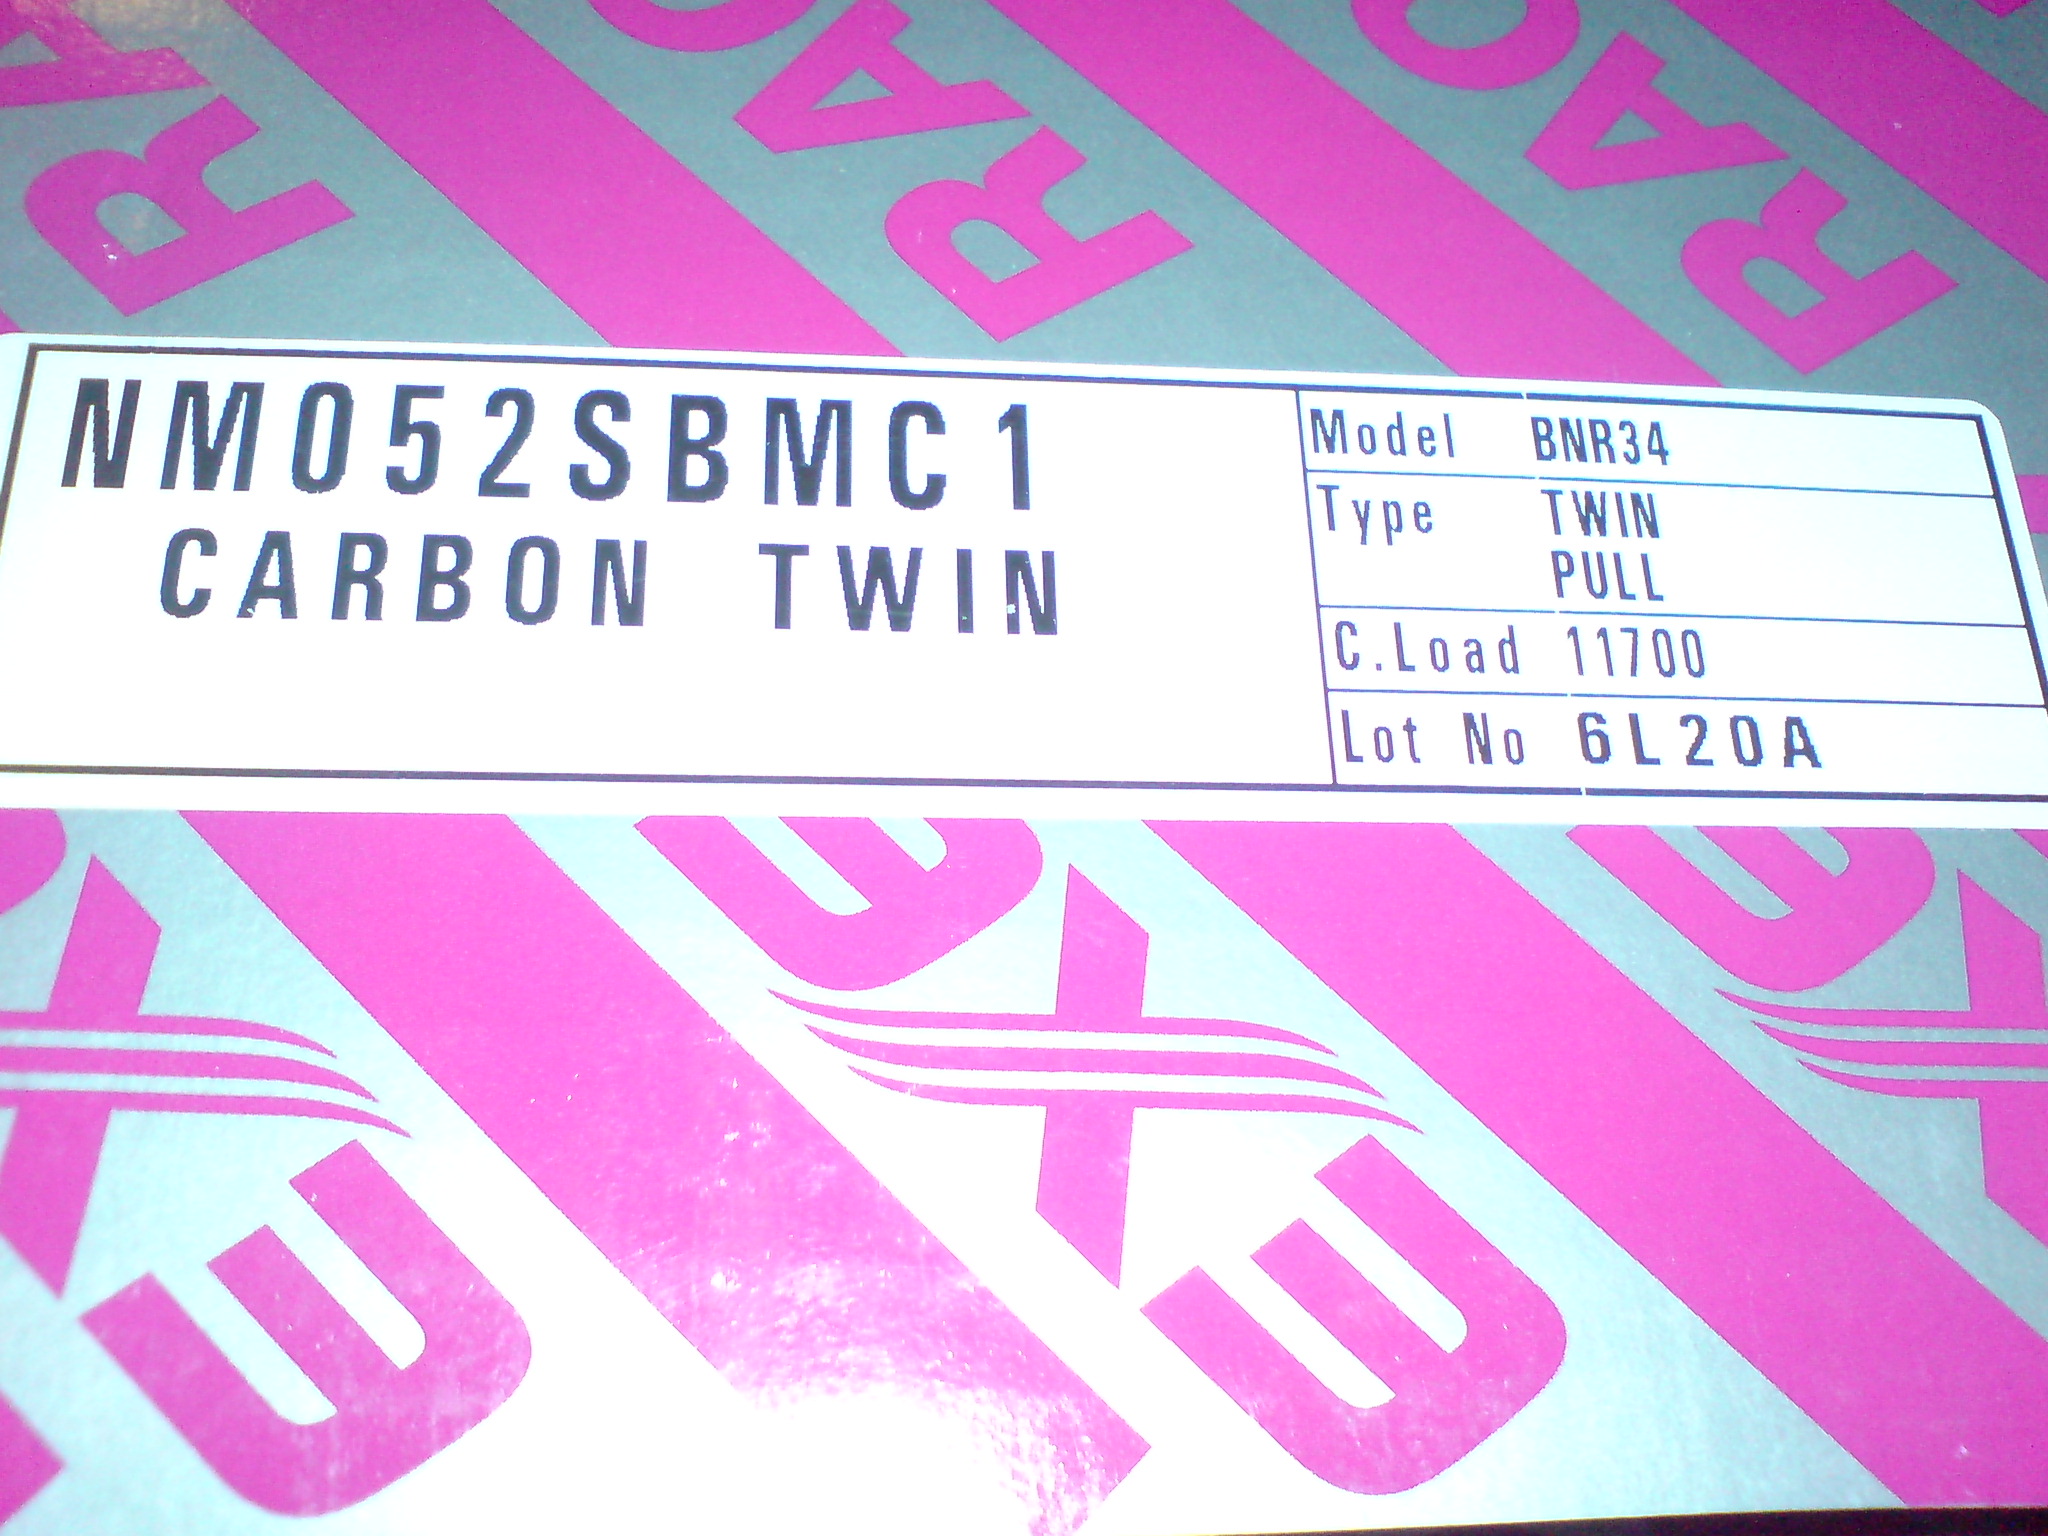 NM052SBMC1
CARBON TWIN
Model BNR34
Type TWIN
PULL
C.Load 11700
Lot No 6L20A